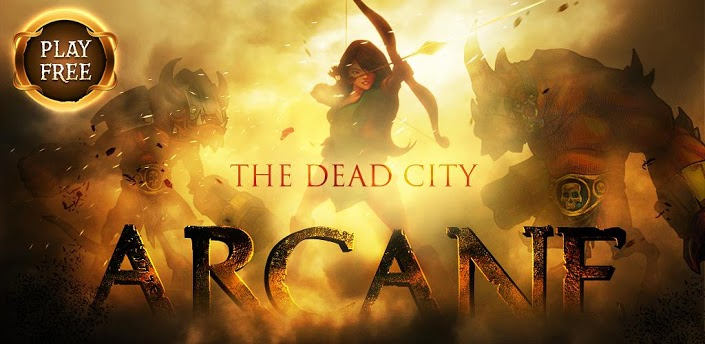 PLAY
FREE
THE DEAD CITY
ARCANE